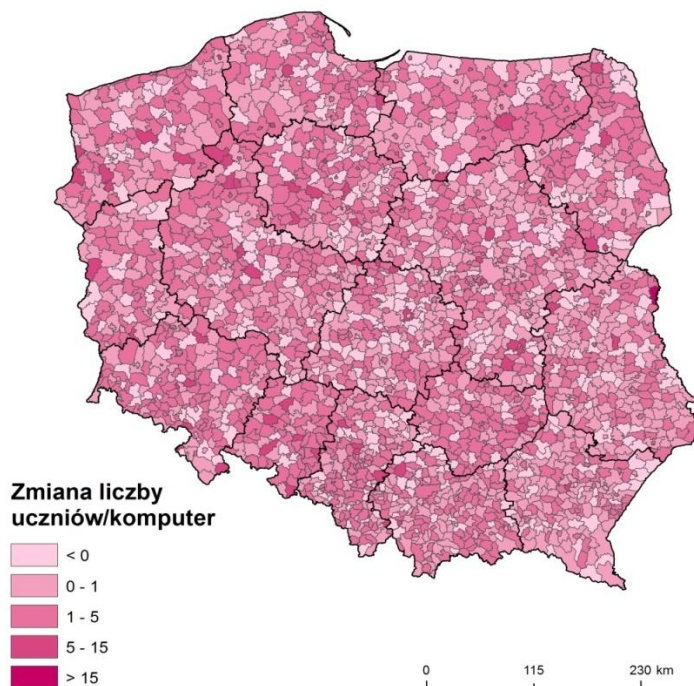 Zmiana liczby
uczniów/komputer
< 0
0 - 1
1 - 5
5 - 15
> 15
0 115 230 km